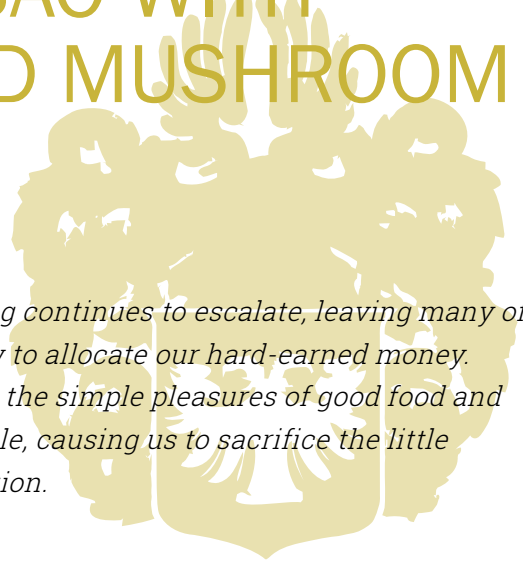 D MUSHROOM
g continues to escalate, leaving many
to allocate our hard-earned money.
the simple pleasures of good food and
le, causing us to sacrifice the little
ion.